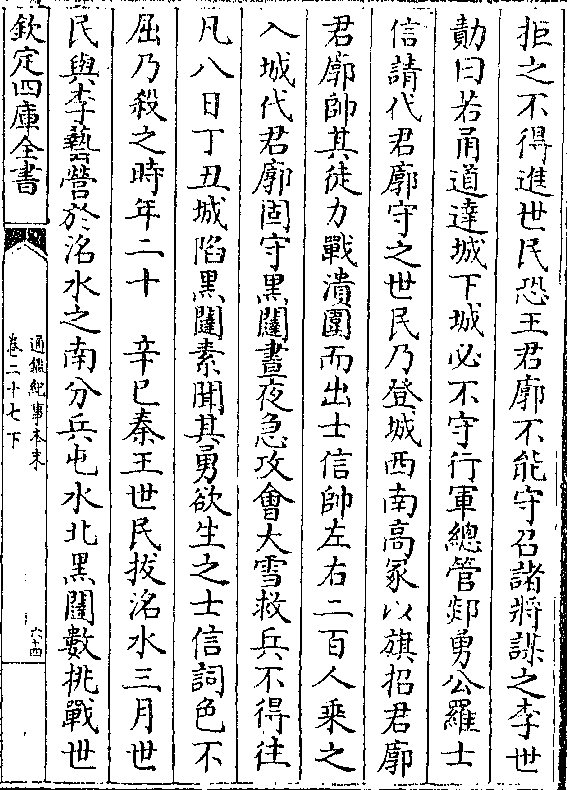 拒之不得進世民恐王君廓不能守召諸將謀之李世
勣曰若甬道達城下城必不守行軍總管郯勇公羅士
信請代君廓守之世民乃登城西南高冢以旗招君廓
君廓帥其徒力戰潰圍而出士信帥左右二百人乗之
入城代君廓固守黑闥晝夜急攻會大雪救兵不得往
凡八日丁丑城陷黑闥素聞其勇欲生之士信詞色不
屈乃殺之時年二十　辛巳秦王世民拔洺水三月世
民與李藝營於洺水之南分兵屯水北黑闥數挑戰世
欽定四庫全書
通鑑紀事本末
卷二十七下
六十四